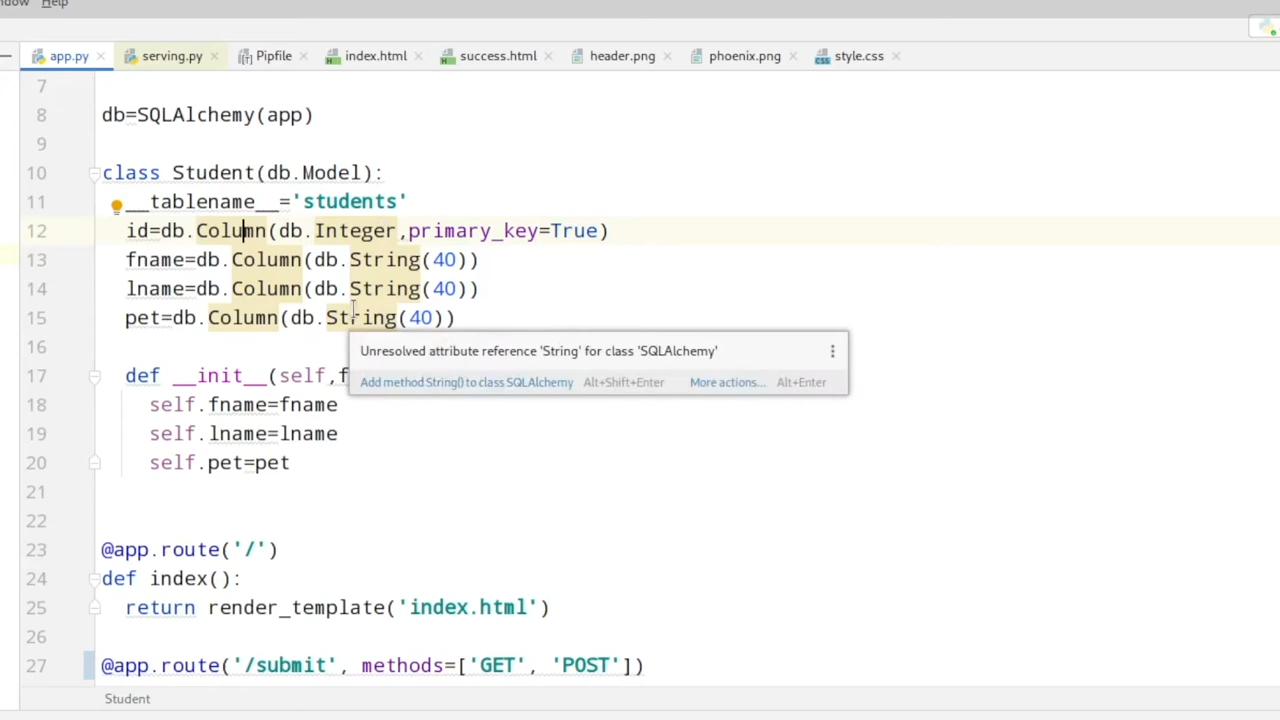 ndow Help
app.py serving.py Pipfile index.html success.html header.png phoenix.png style.css
7
8 db=SQLAlchemy(app)
9
10 class Student(db.Model):
11 __tablename__='students'
12 id=db.Column(db.Integer,primary_key=True)
13 fname=db.Column(db.String(40))
14 lname=db.Column(db.String(40))
15 pet=db.Column(db.String(40))
16
Unresolved attribute reference 'String' for class 'SQLAlchemy'
17 def __init__(self,f
Add method String() to class SQLAlchemy Alt+Shift+Enter More actions... Alt+Enter
18 self.fname=fname
19 self.lname=lname
20 self.pet=pet
21
22
23 @app.route('/')
24 def index():
25 return render_template('index.html')
26
27 @app.route('/submit', methods=['GET', 'POST'])
Student